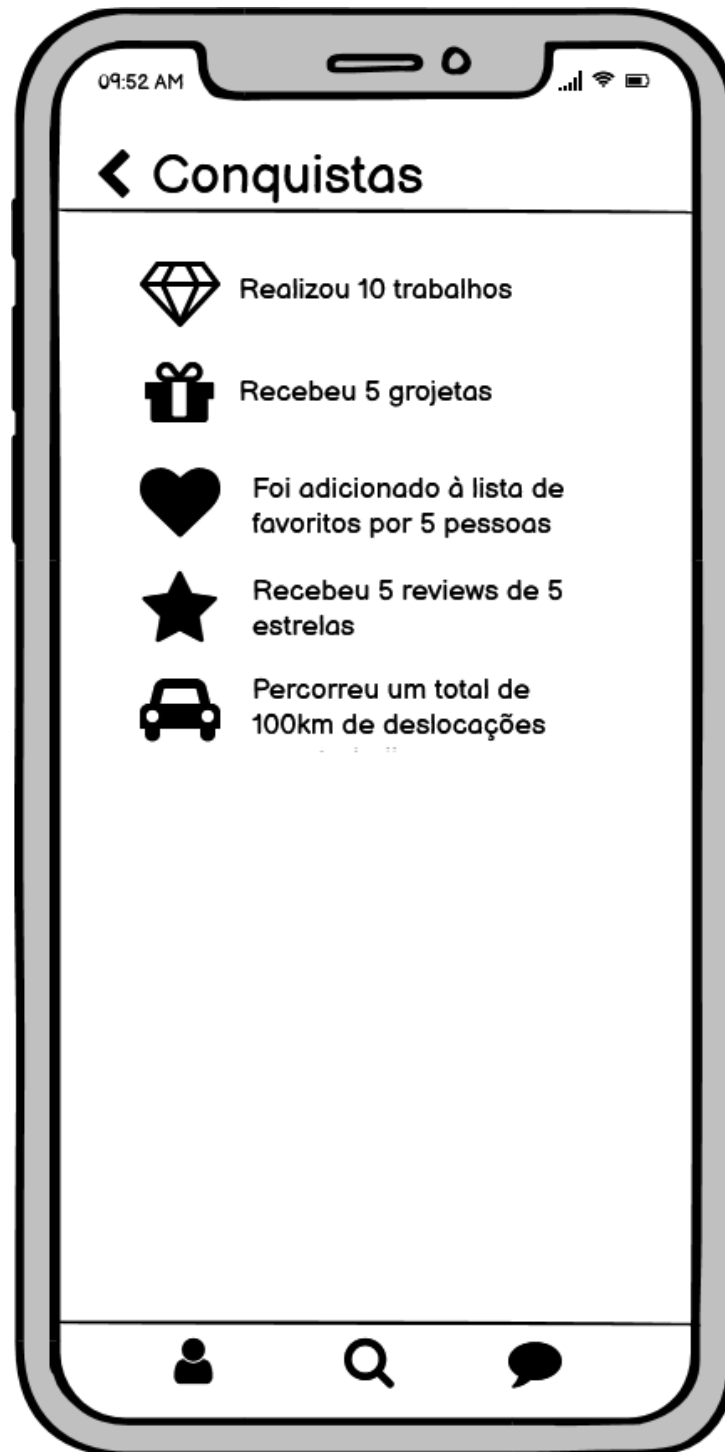 09:52 AM
Conquistas
Realizou 10 trabalhos
Recebeu 5 grojetas
Foi adicionado à lista de
favoritos por 5 pessoas
Recebeu 5 reviews de 5
estrelas
Percorreu um total de
100km de deslocações